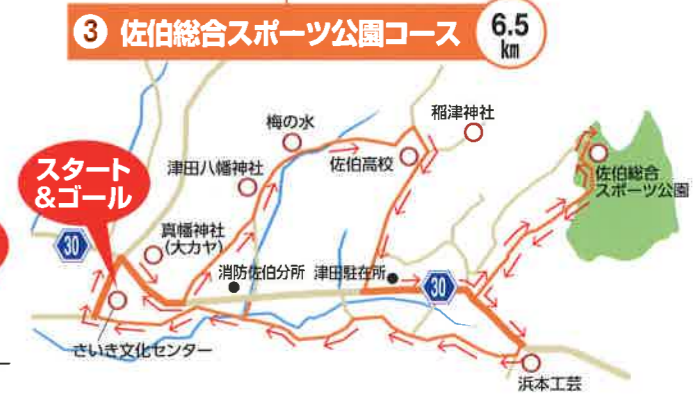 3 佐伯総合スポーツ公園コース
6.5
km
稲津神社
梅の水
佐伯高校
津田八幡神社
スタート
&ゴール
佐伯総合
スポーツ公園
真幡神社
(大カヤ)
30
消防佐伯分所
津田駐在所
30
さいき文化センター
浜本工芸